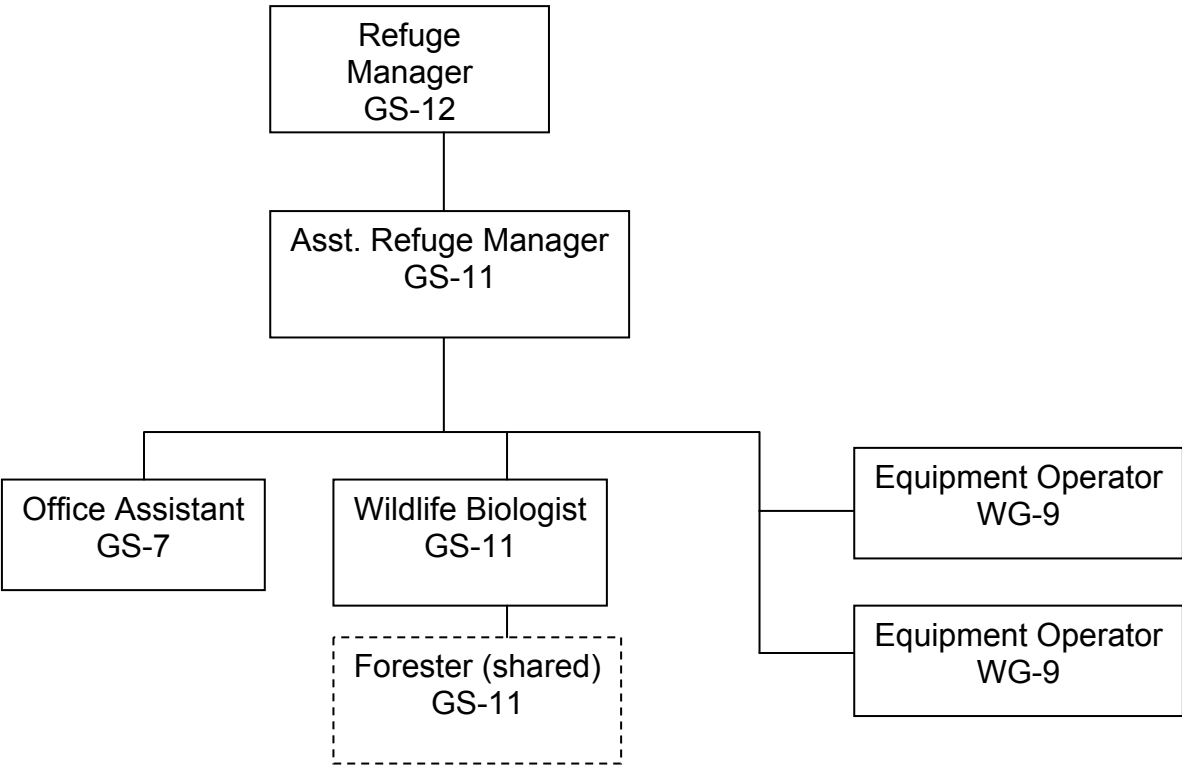 Refuge
Manager
GS-12
Asst. Refuge Manager
GS-11
Office Assistant
GS-7
Wildlife Biologist
GS-11
Forester (shared)
GS-11
Equipment Operator
WG-9
Equipment Operator
WG-9